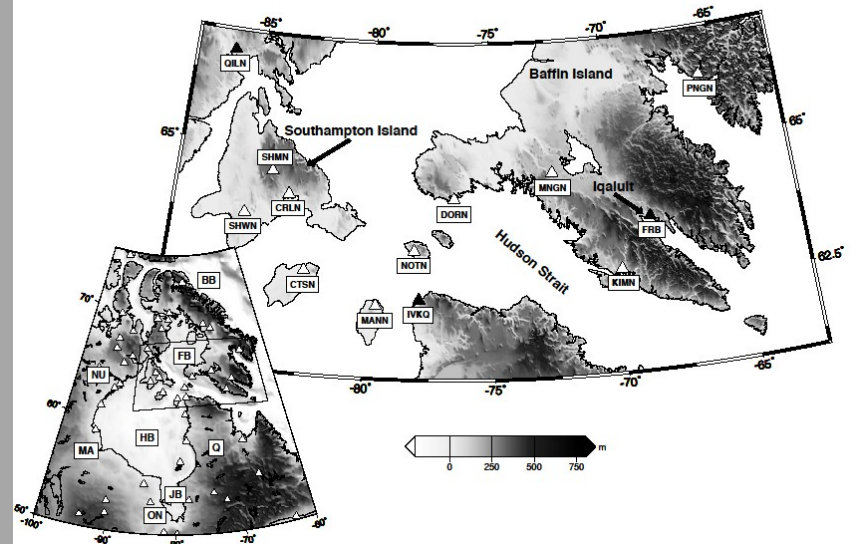 -85° -80° -75° -70° -65°
QILN
Baffin Island
PNGN
65° 65°
Southampton Island
SHMN
MNGN
Iqaluit
CRLN
DORN
SHWN
FRB
Hudson Strait
NOTN
62.5°
CTSN
KIMN
IVKQ
MANN
-80° -75° -70° -65°
BB
70°
FB
NU
60°
HB
MA
Q
JB
ON
50°
-100° -90° -80° -70° -60°
0 250 500 750 m